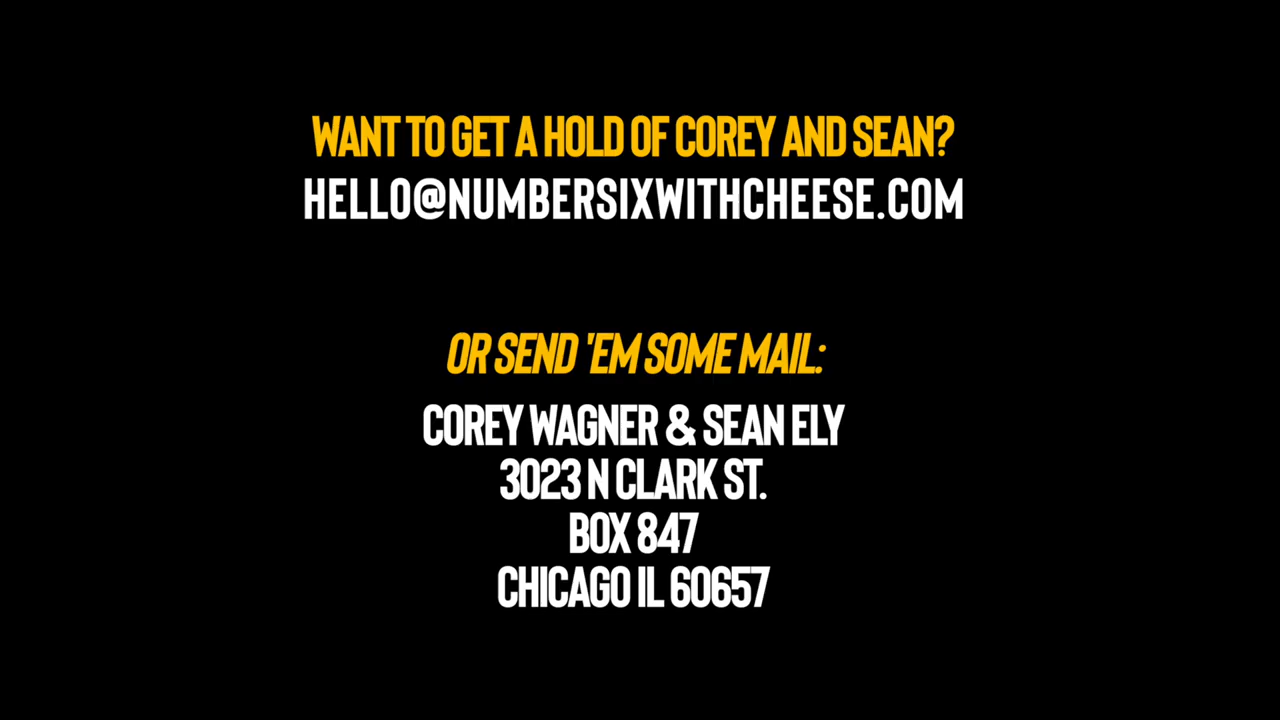 WANT TO GET A HOLD OF COREY AND SEAN?
HELLO@NUMBERSIXWITHCHEESE.COM
OR SEND 'EM SOME MAIL:
COREY WAGNER & SEAN ELY
3023 N CLARK ST.
BOX 847
CHICAGO IL 60657